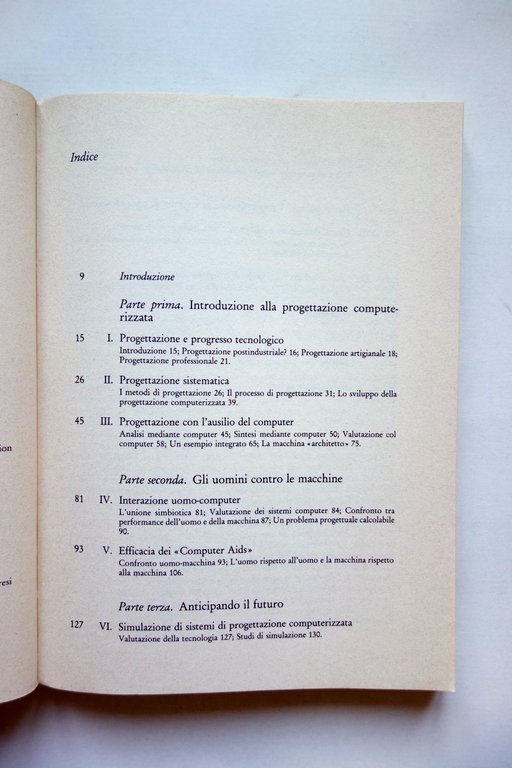 Indice
9 Introduzione
Parte prima. Introduzione alla progettazione compute-
rizzata
15 I. Progettazione e progresso tecnologico
Introduzione 15; Progettazione postindustriale? 16; Progettazione artigianale 18;
Progettazione professionale 21.
26 II. Progettazione sistematica
I metodi di progettazione 26; Il processo di progettazione 31; Lo sviluppo della
progettazione computerizzata 39.
45 III. Progettazione con l'ausilio del computer
Analisi mediante computer 45; Sintesi mediante computer 50; Valutazione col
computer 58; Un esempio integrato 65; La macchina «architetto» 75.
Parte seconda. Gli uomini contro le macchine
81 IV. Interazione uomo-computer
L'unione simbiotica 81; Valutazione dei sistemi computer 84; Confronto tra
performance dell'uomo e della macchina 87; Un problema progettuale calcolabile
90.
93 V. Efficacia dei «Computer Aids»
Confronto uomo-macchina 93; L'uomo rispetto all'uomo e la macchina rispetto
alla macchina 106.
Parte terza. Anticipando il futuro
127 VI. Simulazione di sistemi di progettazione computerizzata
Valutazione della tecnologia 127; Studi di simulazione 130.